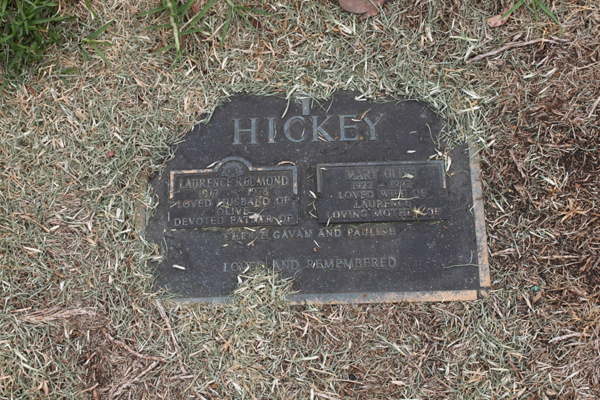 HICKEY
LAURENCE REDMOND
LOVED HUSBAND OF
OLIVE
DEVOTED FATHER OF
MARY OLIVE
1922 -
LOVED WIFE OF
LAURENCE
LOVING MOTHER OF
GAVAN AND PAULINE
LOVED AND REMEMBERED